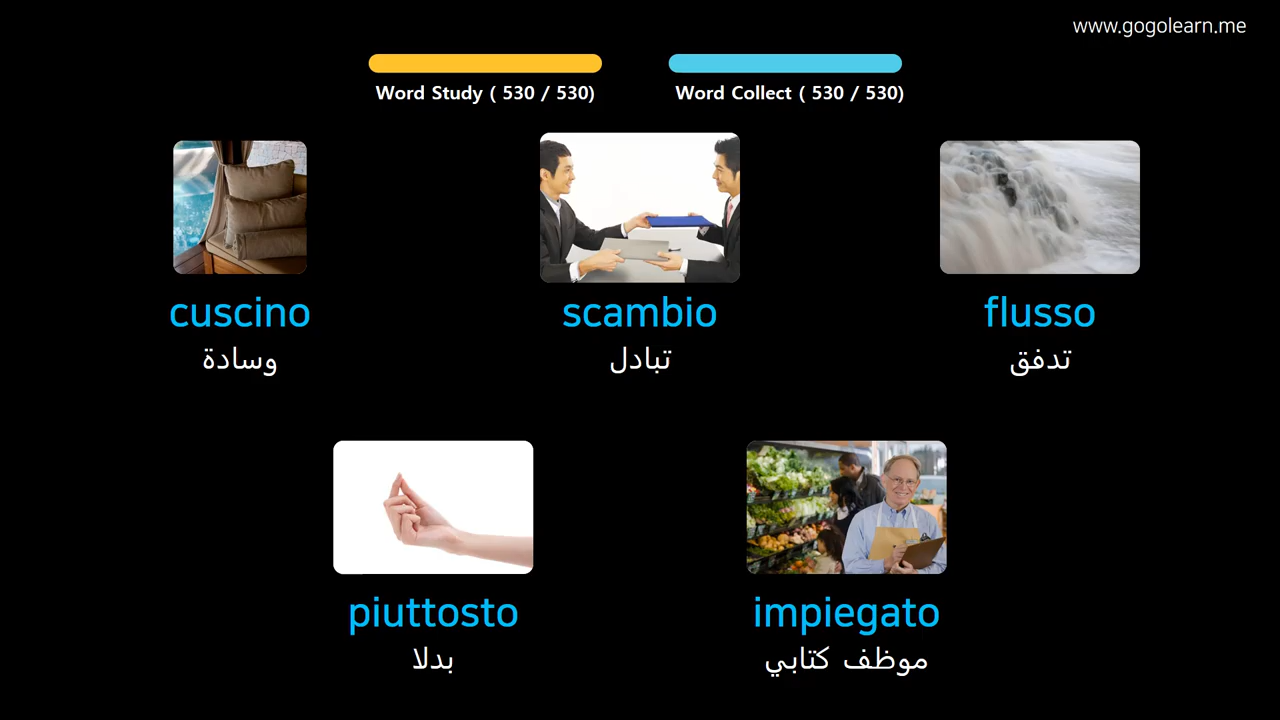 www.gogolearn.me
Word Study ( 530 / 530)
Word Collect ( 530 / 530)
cuscino
وسادة
scambio
تبادل
flusso
تدفق
piuttosto
بدلا
impiegato
موظف كتابي